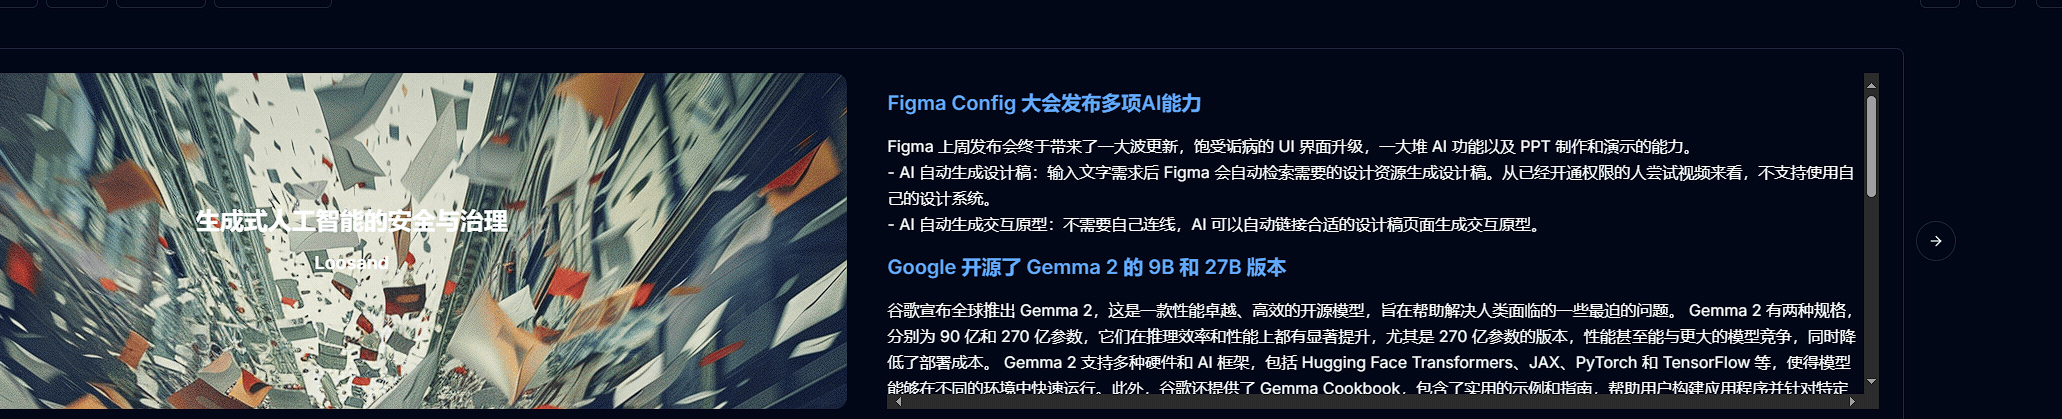 生成式人工智能的安全与治理
Loosand
Figma Config 大会发布多项AI能力
Figma 上周发布会终于带来了一大波更新，饱受诟病的 UI 界面升级，一大堆 AI 功能以及 PPT 制作和演示的能力。
- AI 自动生成设计稿：输入文字需求后 Figma 会自动检索需要的设计资源生成设计稿。从已经开通权限的人尝试视频来看，不支持使用自
己的设计系统。
- AI 自动生成交互原型：不需要自己连线，AI 可以自动链接合适的设计稿页面生成交互原型。
Google 开源了 Gemma 2 的 9B 和 27B 版本
谷歌宣布全球推出 Gemma 2，这是一款性能卓越、高效的开源模型，旨在帮助解决人类面临的一些最迫的问题。 Gemma 2 有两种规格，
分别为 90 亿和 270 亿参数，它们在推理效率和性能上都有显著提升，尤其是 270 亿参数的版本，性能甚至能与更大的模型竞争，同时降
低了部署成本。 Gemma 2 支持多种硬件和 AI 框架，包括 Hugging Face Transformers、JAX、PyTorch 和 TensorFlow 等，使得模型
能够在不同的环境中快速运行。此外，谷歌还提供了 Gemma Cookbook，包含了实用的示例和指南，帮助用户构建应用程序并针对特定